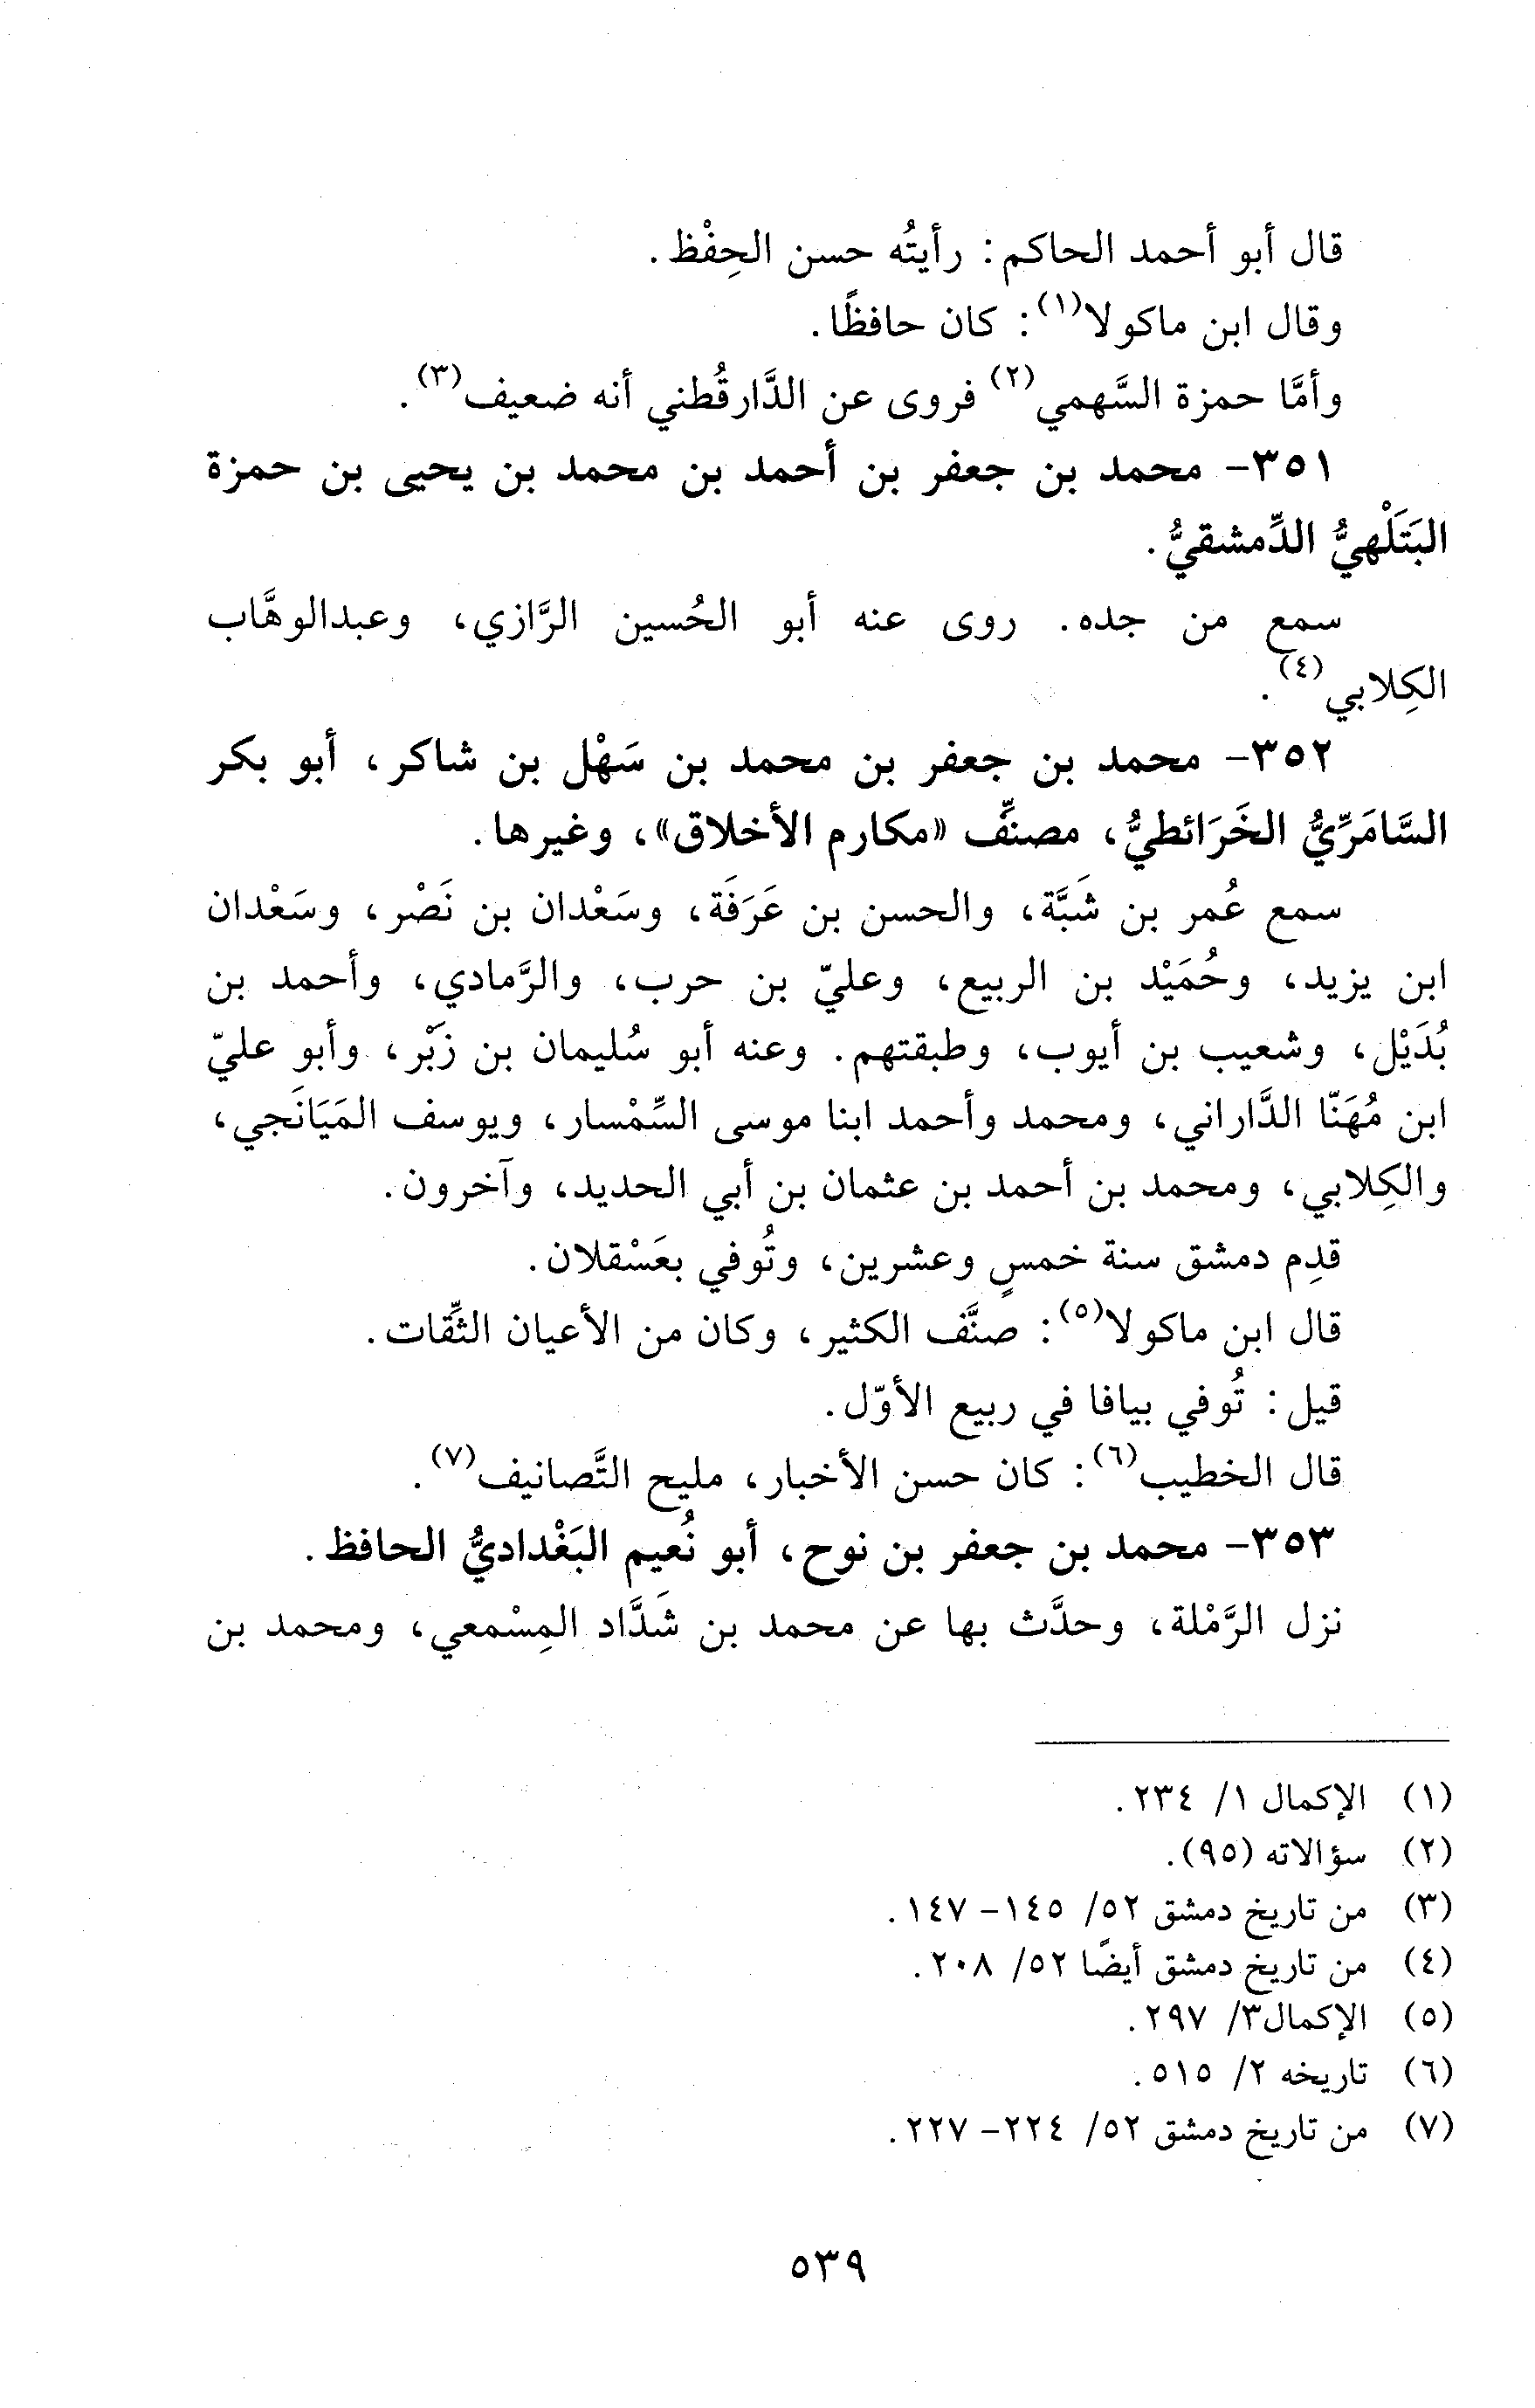 قال أبو أحمد الحاكم: رأيتُه حسن الحِفْظ.
وقال ابن ماكولا(١): كان حافظًا.
وأمَّا حمزة السَّهمي(٢) فروى عن الدَّارقُطني أنه ضعيف(٣).
٣٥١- محمد بن جعفر بن أحمد بن محمد بن يحيى بن حمزة
البَتَلْهيُّ الدِّمشقيُّ.
سمع من جده. روى عنه أبو الحُسين الرَّازي، وعبدالوهَّاب
الكِلابي(٤).
٣٥٢- محمد بن جعفر بن محمد بن سَهْل بن شاكر، أبو بكر
السَّامَرِّيُّ الخَرَائطيُّ، مصنِّف «مكارم الأخلاق»، وغيرها.
سمع عُمر بن شَبَّة، والحسن بن عَرَفَة، وسَعْدان بن نَصْر، وسَعْدان
ابن يزيد، وحُمَيْد بن الربيع، وعليّ بن حرب، والرَّمادي، وأحمد بن
بُدَيْل، وشعيب بن أيوب، وطبقتهم. وعنه أبو سُليمان بن زَبْر، وأبو عليّ
ابن مُهَنّا الدَّاراني، ومحمد وأحمد ابنا موسى السِّمْسار، ويوسف المَيَانَجي،
والكِلابي، ومحمد بن أحمد بن عثمان بن أبي الحديد، وآخرون.
قدِم دمشق سنة خمسٍ وعشرين، وتُوفي بعَسْقلان.
قال ابن ماكولا(٥): صنَّف الكثير، وكان من الأعيان الثِّقات.
قيل: تُوفي بيافا في ربيع الأوّل.
قال الخطيب(٦): كان حسن الأخبار، مليح التَّصانيف(٧).
٣٥٣- محمد بن جعفر بن نوح، أبو نُعيم البَغْداديُّ الحافظ.
نزل الرَّمْلة، وحدَّث بها عن محمد بن شَدَّاد المِسْمعي، ومحمد بن
(١) الإكمال ١/ ٢٣٤.
(٢) سؤالاته (٩٥).
(٣) من تاريخ دمشق ٥٢/ ١٤٥- ١٤٧.
(٤) من تاريخ دمشق أيضًا ٥٢/ ٢٠٨.
(٥) الإكمال٣/ ٢٩٧.
(٦) تاريخه ٢/ ٥١٥.
(٧) من تاريخ دمشق ٥٢/ ٢٢٤- ٢٢٧.
٥٣٩